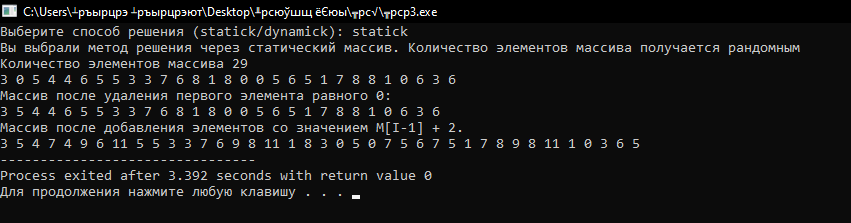 C:\Users\┴ръырцрэ ┴ръырцрэют\Desktop\╨рсюўшщ ёЄюы\╥рс√\╥рср3.exe
Выберите способ решения (statick/dynamick): statick
Вы выбрали метод решения через статический массив. Количество элементов массива получается рандомным
Количество элементов массива 29
3 0 5 4 4 6 5 5 3 3 7 6 8 1 8 0 0 5 6 5 1 7 8 8 1 0 6 3 6
Массив после удаления первого элемента равного 0:
3 5 4 4 6 5 5 3 3 7 6 8 1 8 0 0 5 6 5 1 7 8 8 1 0 6 3 6
Массив после добавления элементов со значением M[I-1] + 2.
3 5 4 7 4 9 6 11 5 5 3 3 7 6 9 8 11 1 8 3 0 5 0 7 5 6 7 5 1 7 8 9 8 11 1 0 3 6 5
--------------------------------
Process exited after 3.392 seconds with return value 0
Для продолжения нажмите любую клавишу . . .